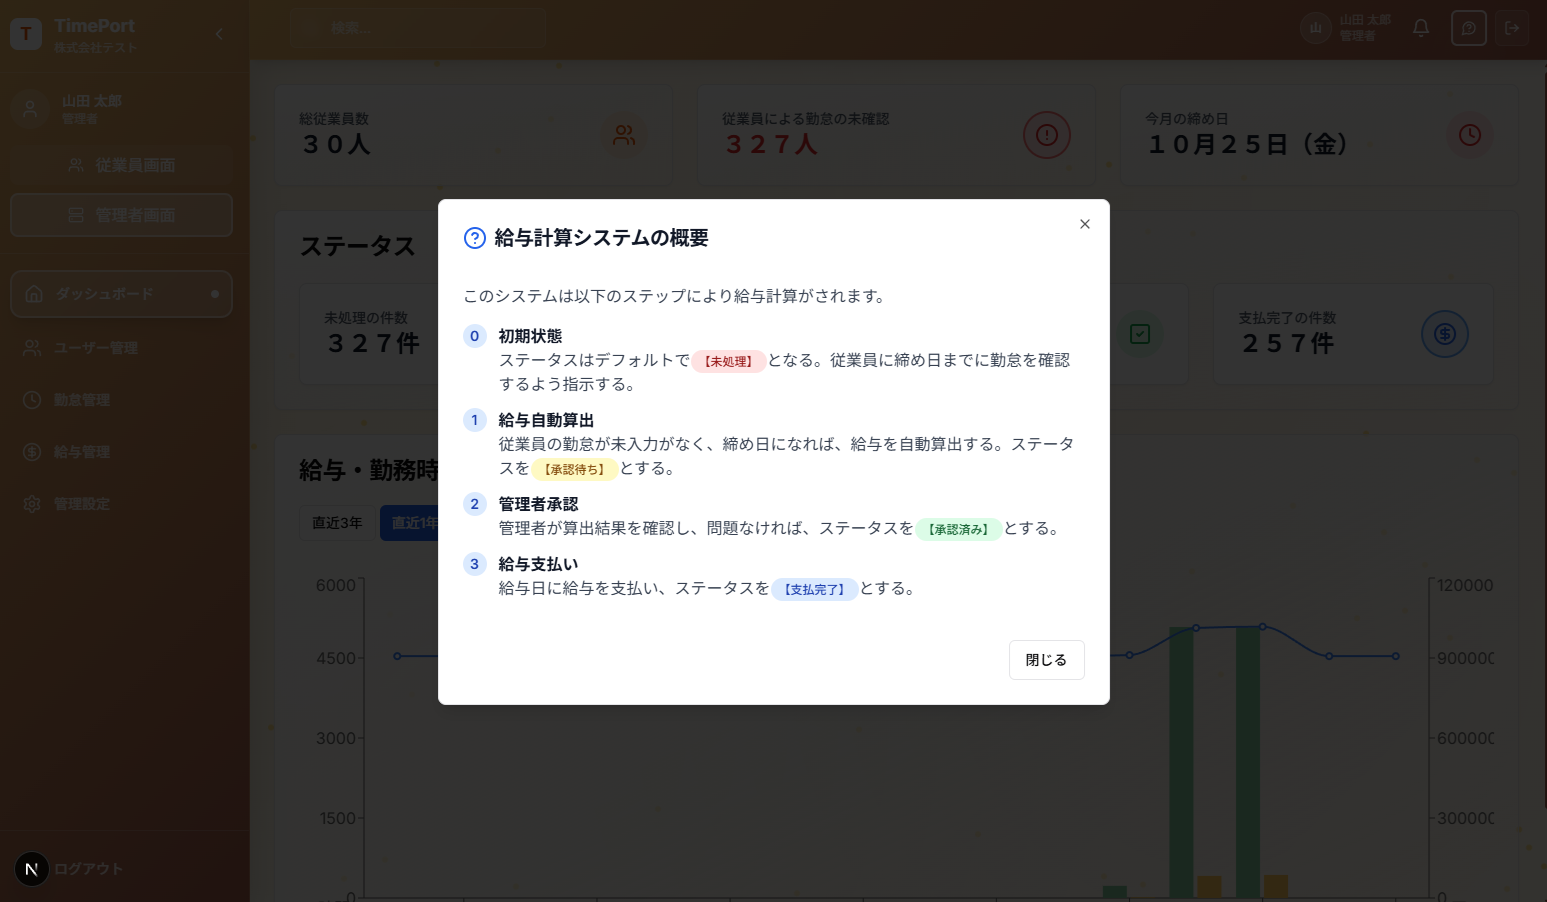 T
TimePort
株式会社テスト
検索...
山
山田 太郎
管理者
山田 太郎
管理者
従業員画面
管理者画面
ダッシュボード
ユーザー管理
勤怠管理
給与管理
管理設定
N
ログアウト
総従業員数
３０人
従業員による勤怠の未確認
３２７人
今月の締め日
１０月２５日（金）
ステータス
未処理の件数
３２７件
支払完了の件数
２５７件
給与・勤務時
直近3年
直近1年
6000
4500
3000
1500
0
120000
900000
600000
300000
0
給与計算システムの概要
このシステムは以下のステップにより給与計算がされます。
0
初期状態
ステータスはデフォルトで【未処理】となる。従業員に締め日までに勤怠を確認
するよう指示する。
1
給与自動算出
従業員の勤怠が未入力がなく、締め日になれば、給与を自動算出する。ステータ
スを【承認待ち】とする。
2
管理者承認
管理者が算出結果を確認し、問題なければ、ステータスを【承認済み】とする。
3
給与支払い
給与日に給与を支払い、ステータスを【支払完了】とする。
閉じる